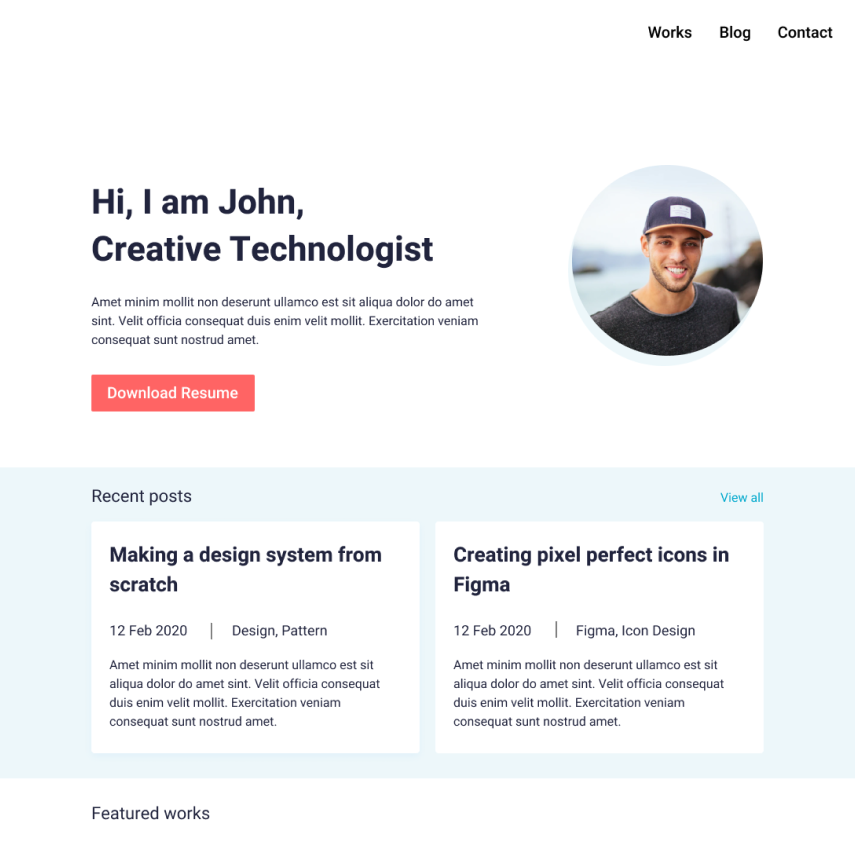 Works Blog Contact
Hi, I am John,
Creative Technologist
Amet minim mollit non deserunt ullamco est sit aliqua dolor do amet
sint. Velit officia consequat duis enim velit mollit. Exercitation veniam
consequat sunt nostrud amet.
Download Resume
Recent posts
View all
Making a design system from
scratch
12 Feb 2020 | Design, Pattern
Amet minim mollit non deserunt ullamco est sit
aliqua dolor do amet sint. Velit officia consequat
duis enim velit mollit. Exercitation veniam
consequat sunt nostrud amet.
Creating pixel perfect icons in
Figma
12 Feb 2020 | Figma, Icon Design
Amet minim mollit non deserunt ullamco est sit
aliqua dolor do amet sint. Velit officia consequat
duis enim velit mollit. Exercitation veniam
consequat sunt nostrud amet.
Featured works